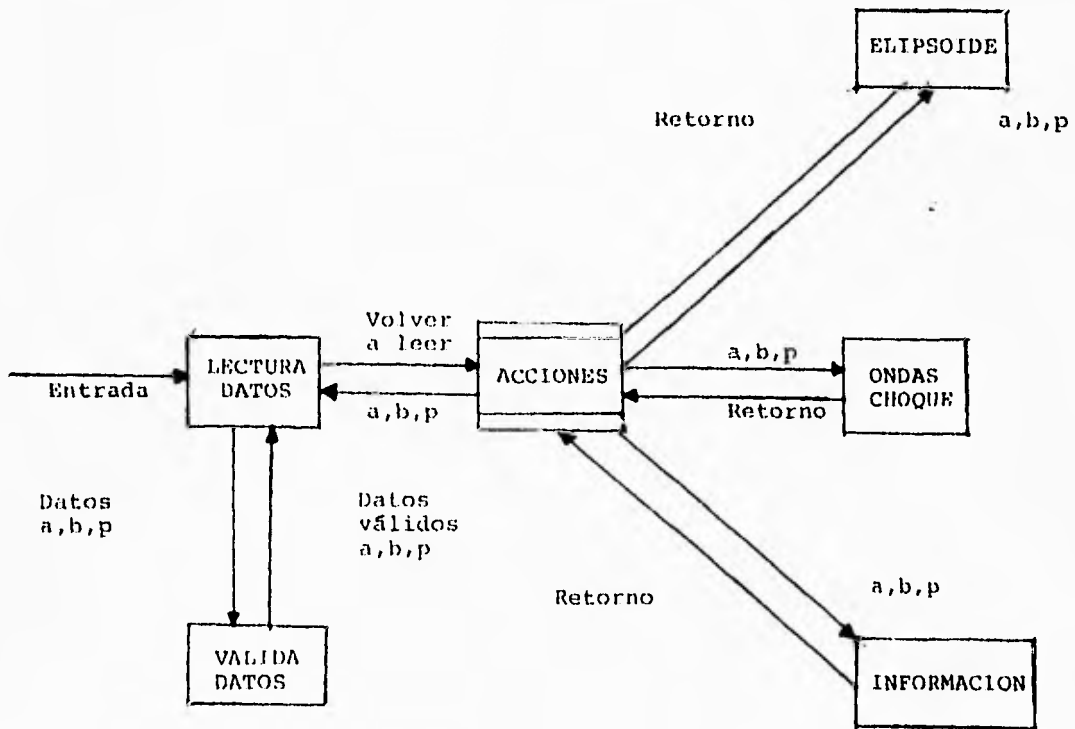 ELIPSOIDE
Retorno
a,b,p
Volver
a leer
LECTURA
DATOS
ACCIONES
a,b,p
ONDAS
CHOQUE
Entrada
a,b,p
Retorno
Datos
a,b,p
Datos
válidos
a,b,p
Retorno
a,b,p
VALIDA
DATOS
INFORMACION